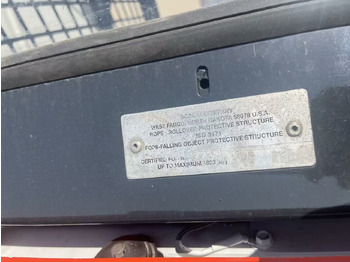 COMPANY
WEST FARGO, NORTH DAKOTA 58078 U.S.A.
ROPS - ROLLOVER PROTECTIVE STRUCTURE
ISO 3471
FOPS-FALLING OBJECT PROTECTIVE STRUCTURE
CERTIFIED
UP TO MAXIMUM